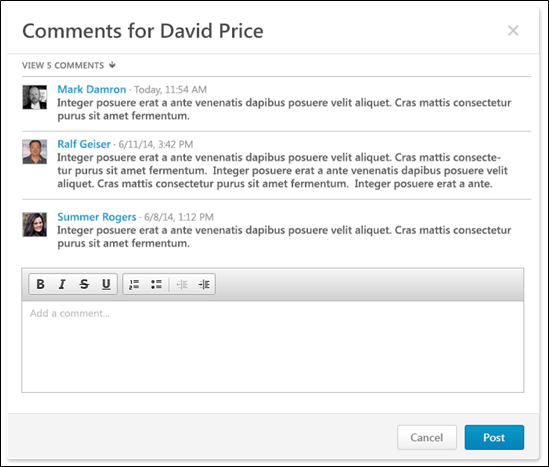 Comments for David Price
VIEW 5 COMMENTS
Mark Damron · Today, 11:54 AM
Integer posuere erat a ante venenatis dapibus posuere velit aliquet. Cras mattis consectetur
purus sit amet fermentum.
Ralf Geiser · 6/11/14, 3:42 PM
Integer posuere erat a ante venenatis dapibus posuere velit aliquet. Cras mattis consecte-
tur purus sit amet fermentum.  Integer posuere erat a ante venenatis dapibus posuere velit
aliquet. Cras mattis consectetur purus sit amet fermentum.  Integer posuere erat a ante.
Summer Rogers · 6/8/14, 1:12 PM
Integer posuere erat a ante venenatis dapibus posuere velit aliquet. Cras mattis consectetur
purus sit amet fermentum.
B I S U
Add a comment...
Cancel Post